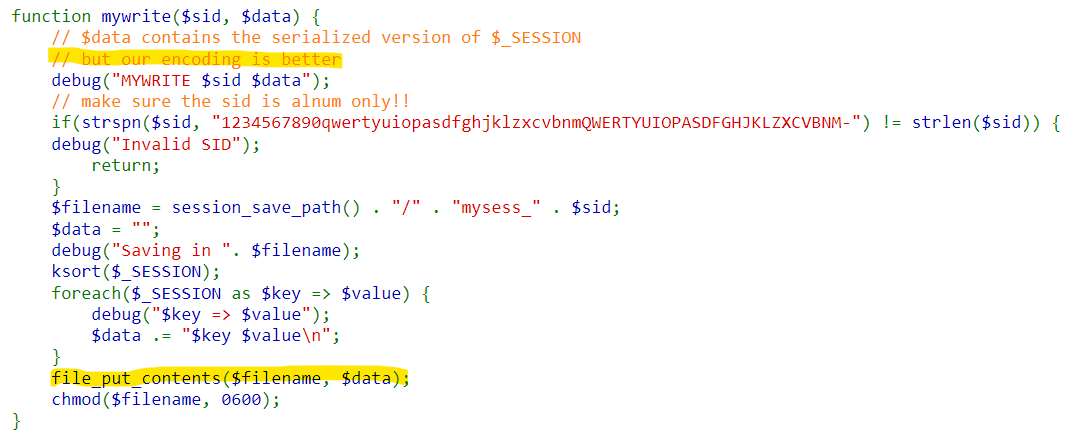 function mywrite($sid, $data) {
    // $data contains the serialized version of $_SESSION
    // but our encoding is better
    debug("MYWRITE $sid $data");
    // make sure the sid is alnum only!!
    if(strspn($sid, "1234567890qwertyuiopasdfghjklzxcvbnmQWERTYUIOPASDFGHJKLZXCVBNM-") != strlen($sid)) {
    debug("Invalid SID");
        return;
    }
    $filename = session_save_path() . "/" . "mysess_" . $sid;
    $data = "";
    debug("Saving in ". $filename);
    ksort($_SESSION);
    foreach($_SESSION as $key => $value) {
        debug("$key => $value");
        $data .= "$key $value\n";
    }
    file_put_contents($filename, $data);
    chmod($filename, 0600);
}